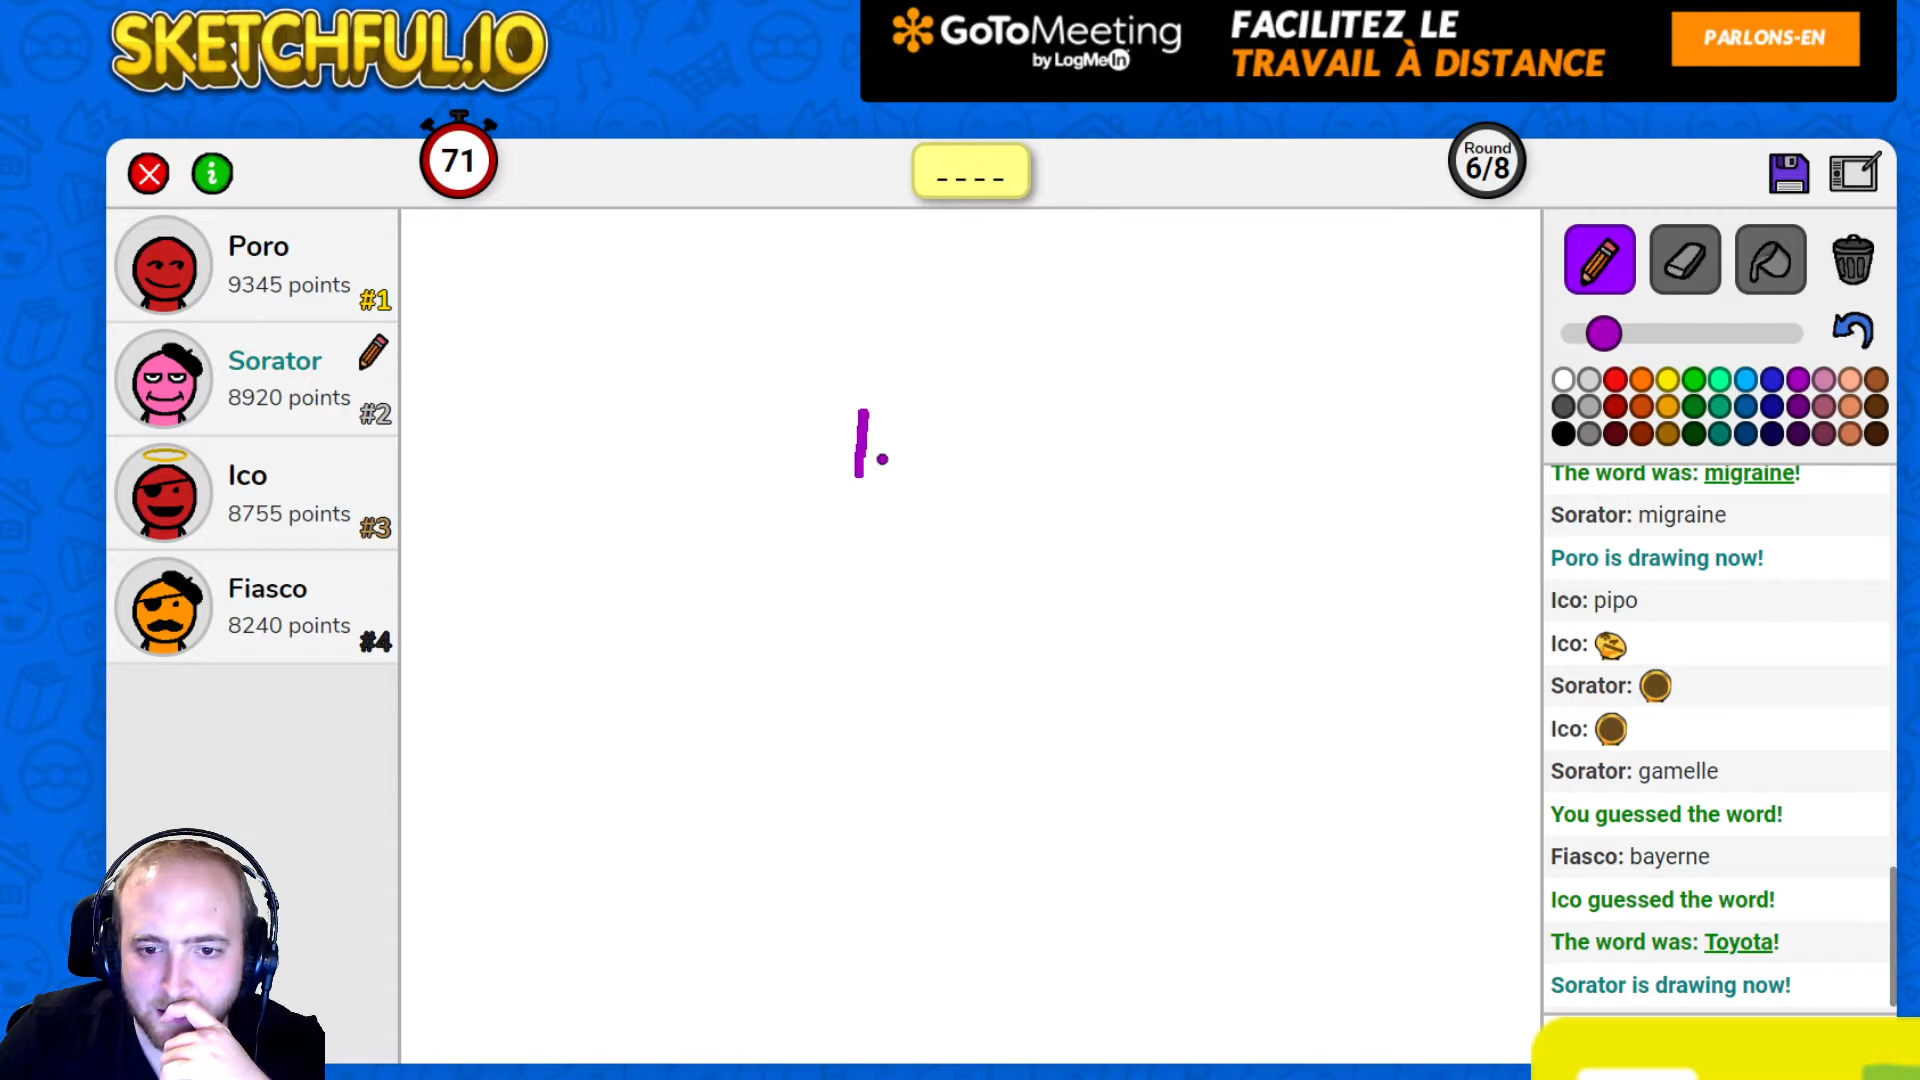 SKETCHFUL.IO
GoToMeeting
by LogMeIn
FACILITEZ LE
TRAVAIL À DISTANCE
PARLONS-EN
71
_ _ _ _
Round
6/8
Poro
9345 points
#1
Sorator
8920 points
#2
Ico
8755 points
#3
Fiasco
8240 points
#4
The word was: migraine!
Sorator: migraine
Poro is drawing now!
Ico: pipo
Ico:
Sorator:
Ico:
Sorator: gamelle
You guessed the word!
Fiasco: bayerne
Ico guessed the word!
The word was: Toyota!
Sorator is drawing now!